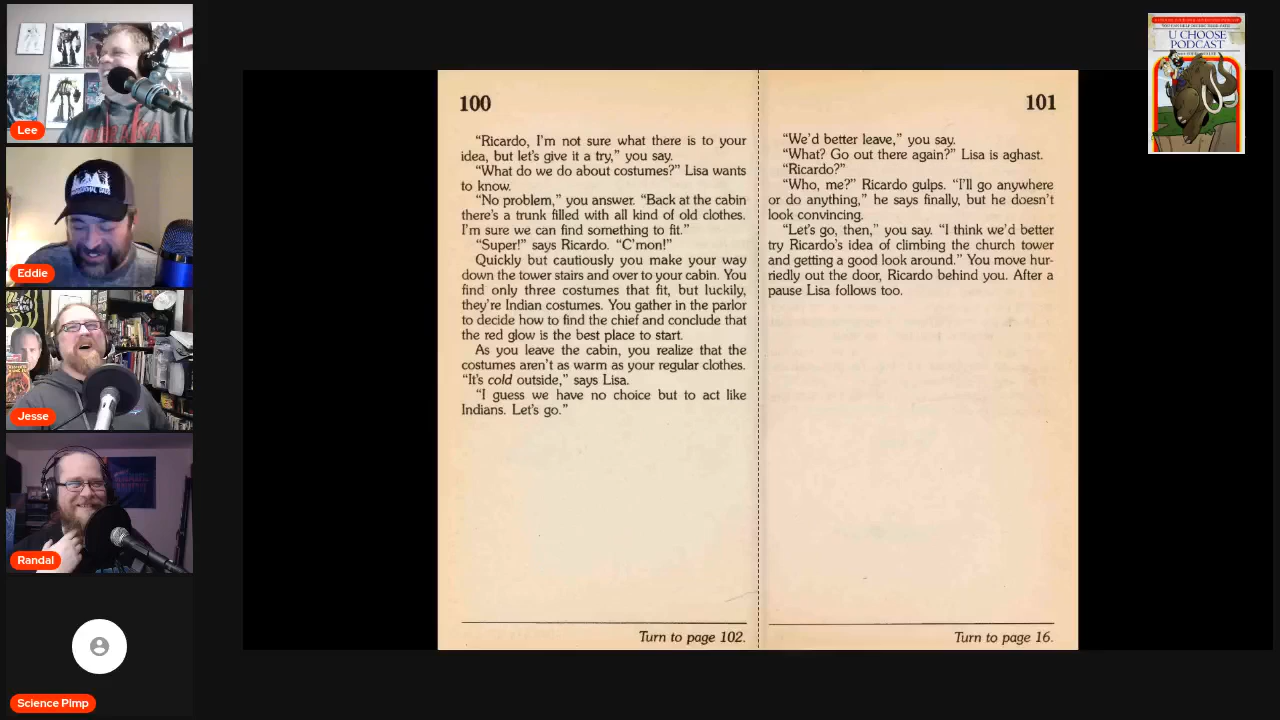 Lee
Eddie
Jesse
Randal
Science Pimp
100
“Ricardo, I’m not sure what there is to your
idea, but let’s give it a try,” you say.
“What do we do about costumes?” Lisa wants
to know.
“No problem,” you answer. “Back at the cabin
there’s a trunk filled with all kind of old clothes.
I’m sure we can find something to fit.”
“Super!” says Ricardo. “C’mon!”
Quickly but cautiously you make your way
down the tower stairs and over to your cabin. You
find only three costumes that fit, but luckily,
they’re Indian costumes. You gather in the parlor
to decide how to find the chief and conclude that
the red glow is the best place to start.
As you leave the cabin, you realize that the
costumes aren’t as warm as your regular clothes.
“It’s cold outside,” says Lisa.
“I guess we have no choice but to act like
Indians. Let’s go.”
Turn to page 102.
101
“We’d better leave,” you say.
“What? Go out there again?” Lisa is aghast.
“Ricardo?”
“Who, me?” Ricardo gulps. “I’ll go anywhere
or do anything,” he says finally, but he doesn’t
look convincing.
“Let’s go, then,” you say. “I think we’d better
try Ricardo’s idea of climbing the church tower
and getting a good look around.” You move hur-
riedly out the door, Ricardo behind you. After a
pause Lisa follows too.
Turn to page 16.
U CHOOSE
PODCAST